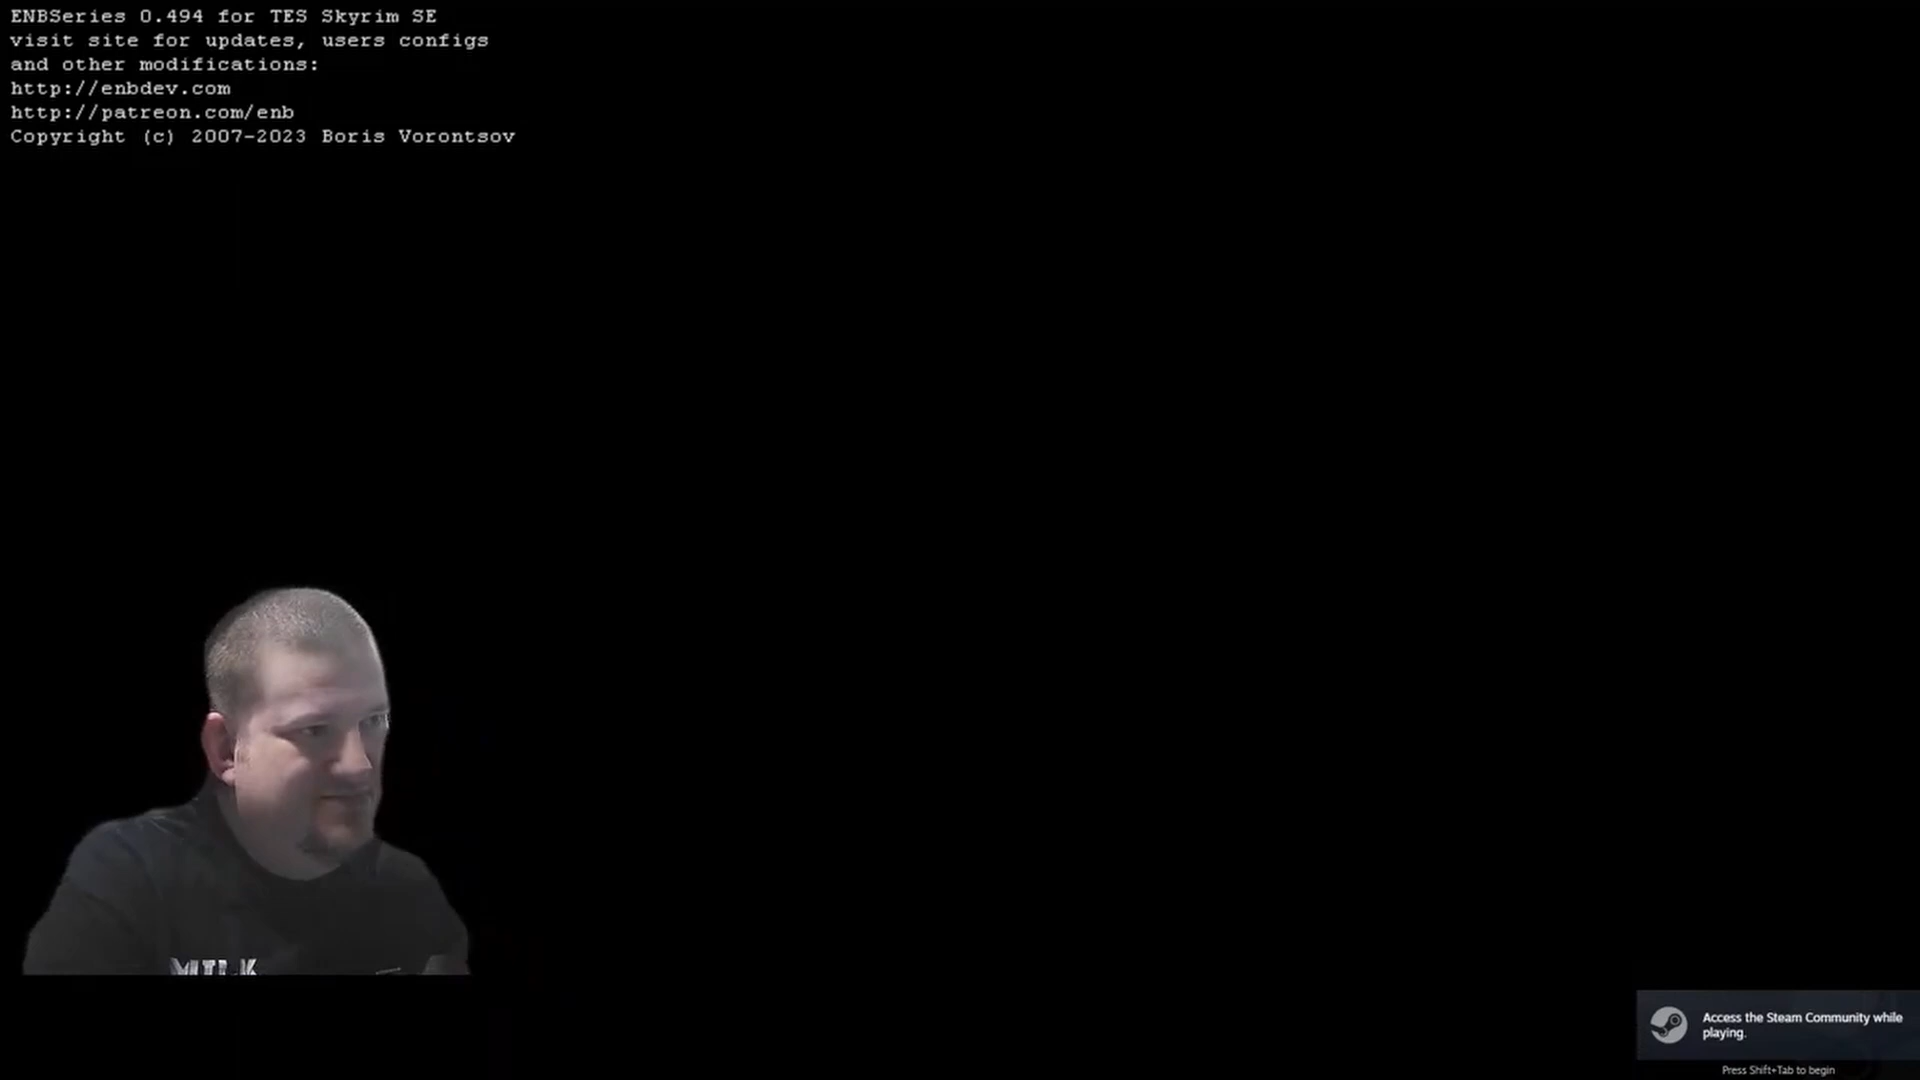 ENBSeries 0.494 for TES Skyrim SE
visit site for updates, users configs
and other modifications:
http://enbdev.com
http://patreon.com/enb
Copyright (c) 2007-2023 Boris Vorontsov
MILK
Access the Steam Community while
playing.
Press Shift+Tab to begin